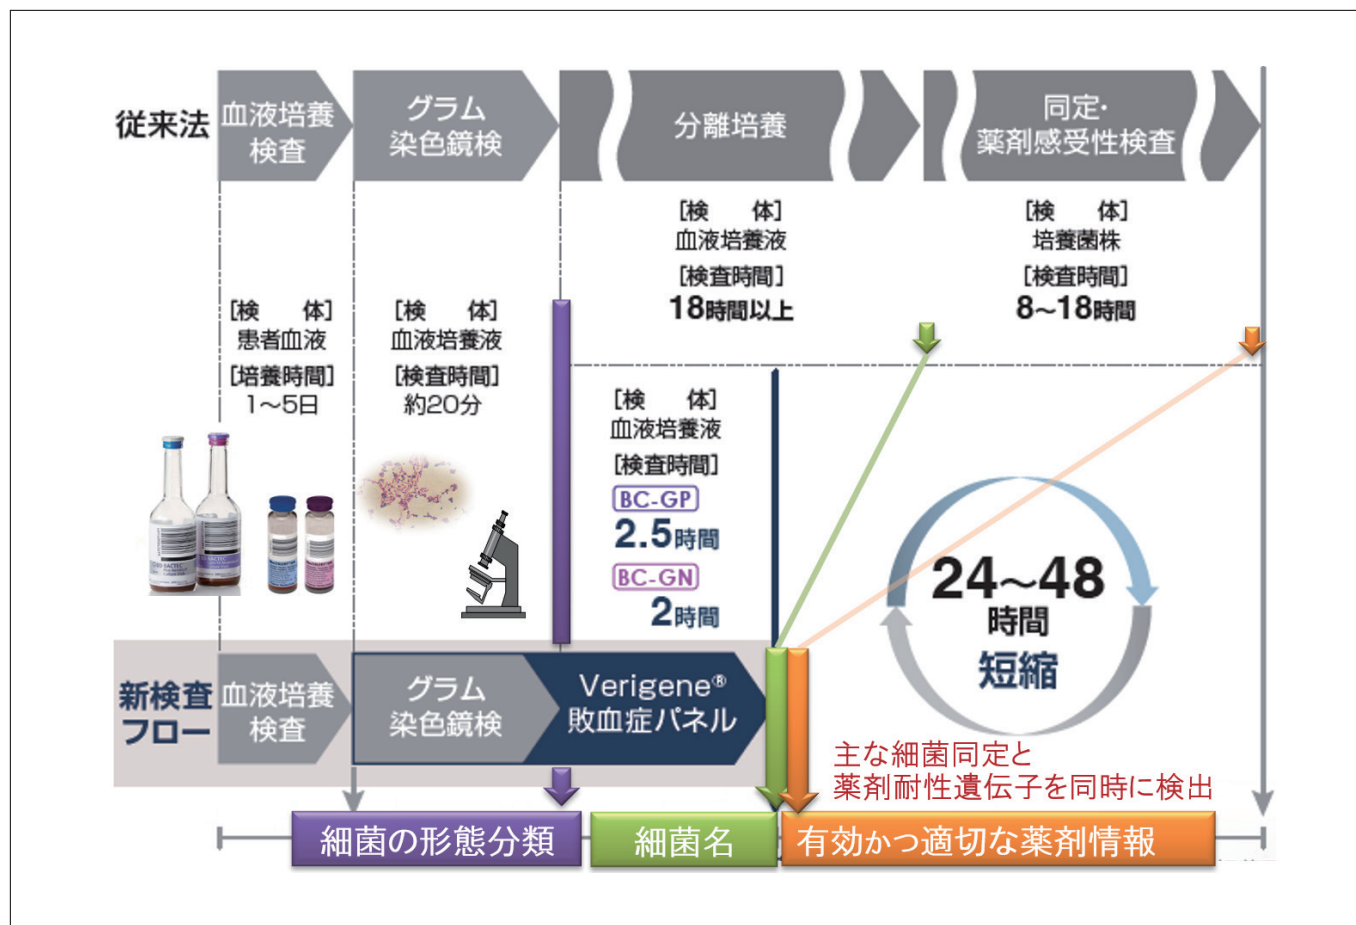 従来法
血液培養
検査
グラム
染色鏡検
分離培養
同定・
薬剤感受性検査
[検　体]
血液培養液
[検査時間]
18時間以上
[検　体]
培養菌株
[検査時間]
8〜18時間
[検　体]
患者血液
[培養時間]
1〜5日
[検　体]
血液培養液
[検査時間]
約20分
[検　体]
血液培養液
[検査時間]
BC-GP
2.5時間
BC-GN
2時間
24〜48
時間
短縮
新検査
フロー
血液培養
検査
グラム
染色鏡検
Verigene®
敗血症パネル
主な細菌同定と
薬剤耐性遺伝子を同時に検出
細菌の形態分類
細菌名
有効かつ適切な薬剤情報